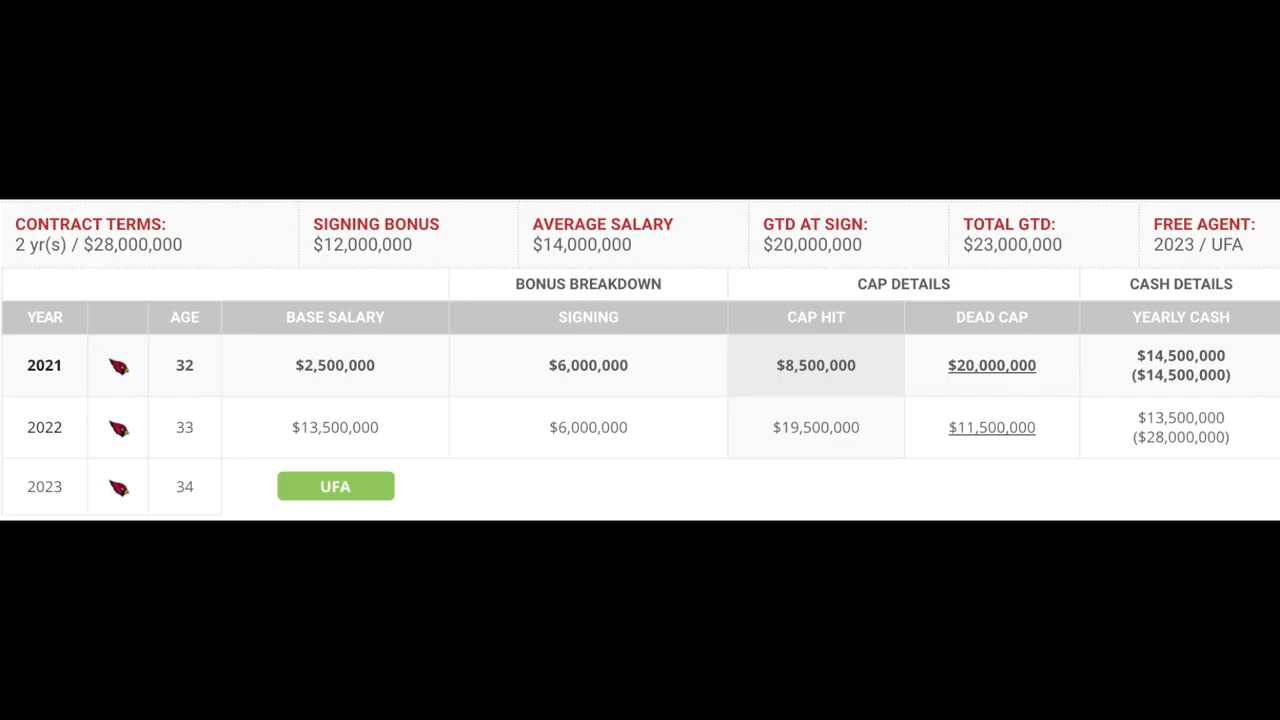 CONTRACT TERMS: SIGNING BONUS AVERAGE SALARY GTD AT SIGN: TOTAL GTD: FREE AGENT:
2 yr(s) / $28,000,000 $12,000,000 $14,000,000 $20,000,000 $23,000,000 2023 / UFA
BONUS BREAKDOWN CAP DETAILS CASH DETAILS
YEAR AGE BASE SALARY SIGNING CAP HIT DEAD CAP YEARLY CASH
2021 32 $2,500,000 $6,000,000 $8,500,000 $20,000,000 $14,500,000
($14,500,000)
2022 33 $13,500,000 $6,000,000 $19,500,000 $11,500,000 $13,500,000
($28,000,000)
2023 34 UFA